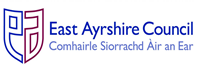 East Ayrshire Council
Comhairle Siorrachd Àir an Ear